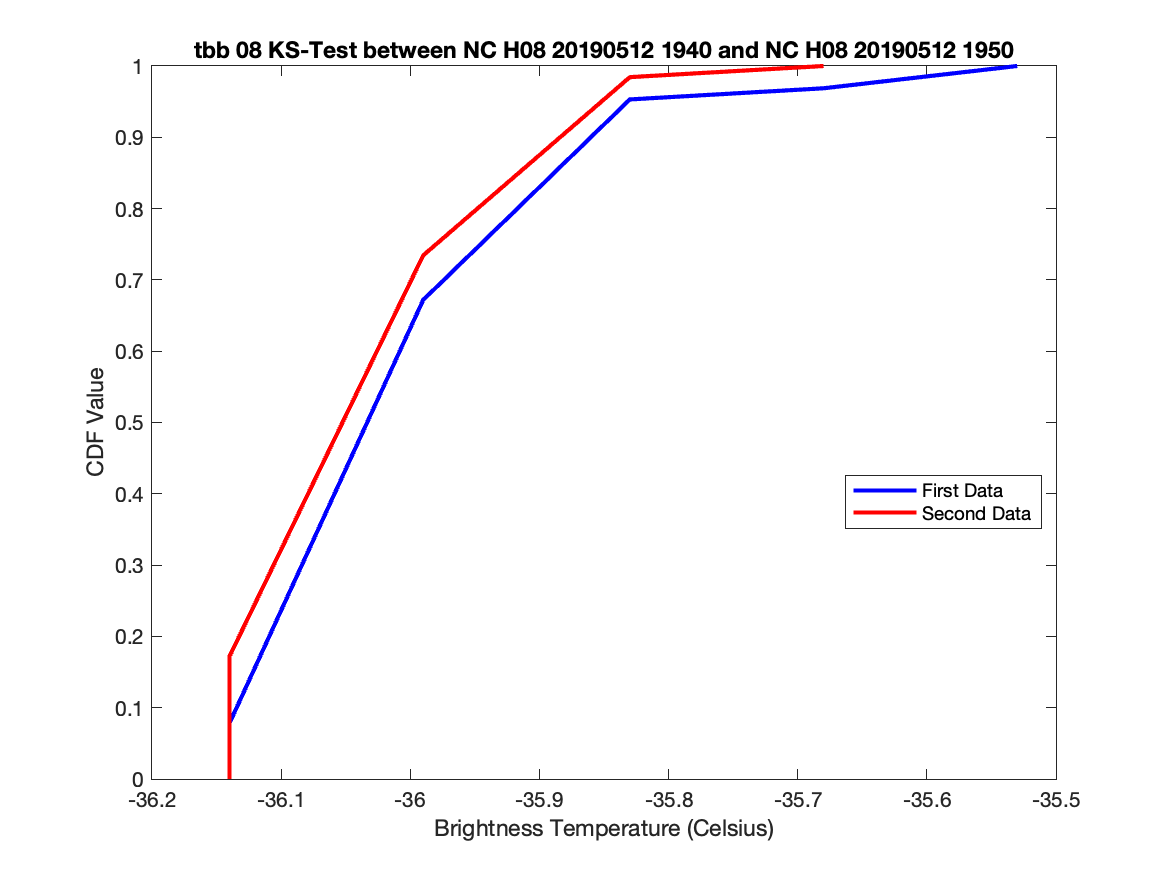 tbb 08 KS-Test between NC H08 20190512 1940 and NC H08 20190512 1950
1
0.9
0.8
0.7
0.6
0.5
0.4
0.3
0.2
0.1
0
CDF Value
First Data
Second Data
-36.2 -36.1 -36 -35.9 -35.8 -35.7 -35.6 -35.5
Brightness Temperature (Celsius)